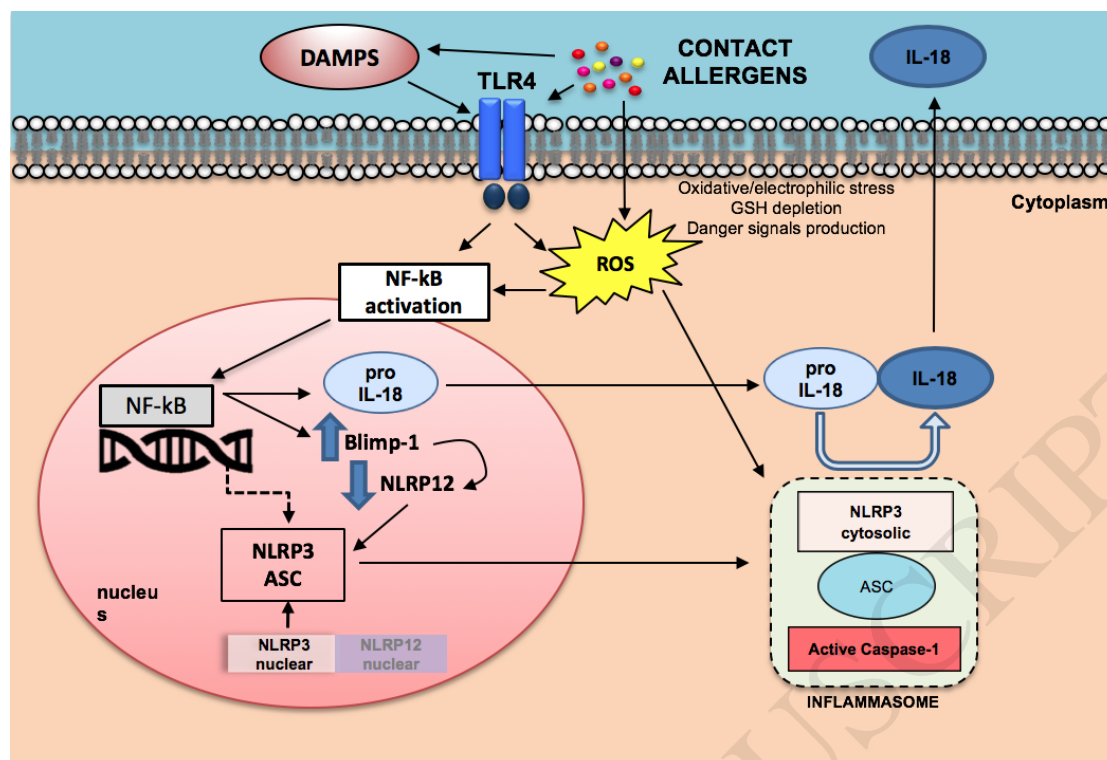 DAMPS
CONTACT
ALLERGENS
IL-18
TLR4
Oxidative/electrophilic stress
GSH depletion
Danger signals production
Cytoplasm
ROS
NF-kB
activation
pro
IL-18
pro
IL-18
IL-18
NF-kB
Blimp-1
NLRP12
NLRP3
cytosolic
NLRP3
ASC
ASC
nucleu
s
NLRP3
nuclear
NLRP12
nuclear
Active Caspase-1
INFLAMMASOME
USCRIPT